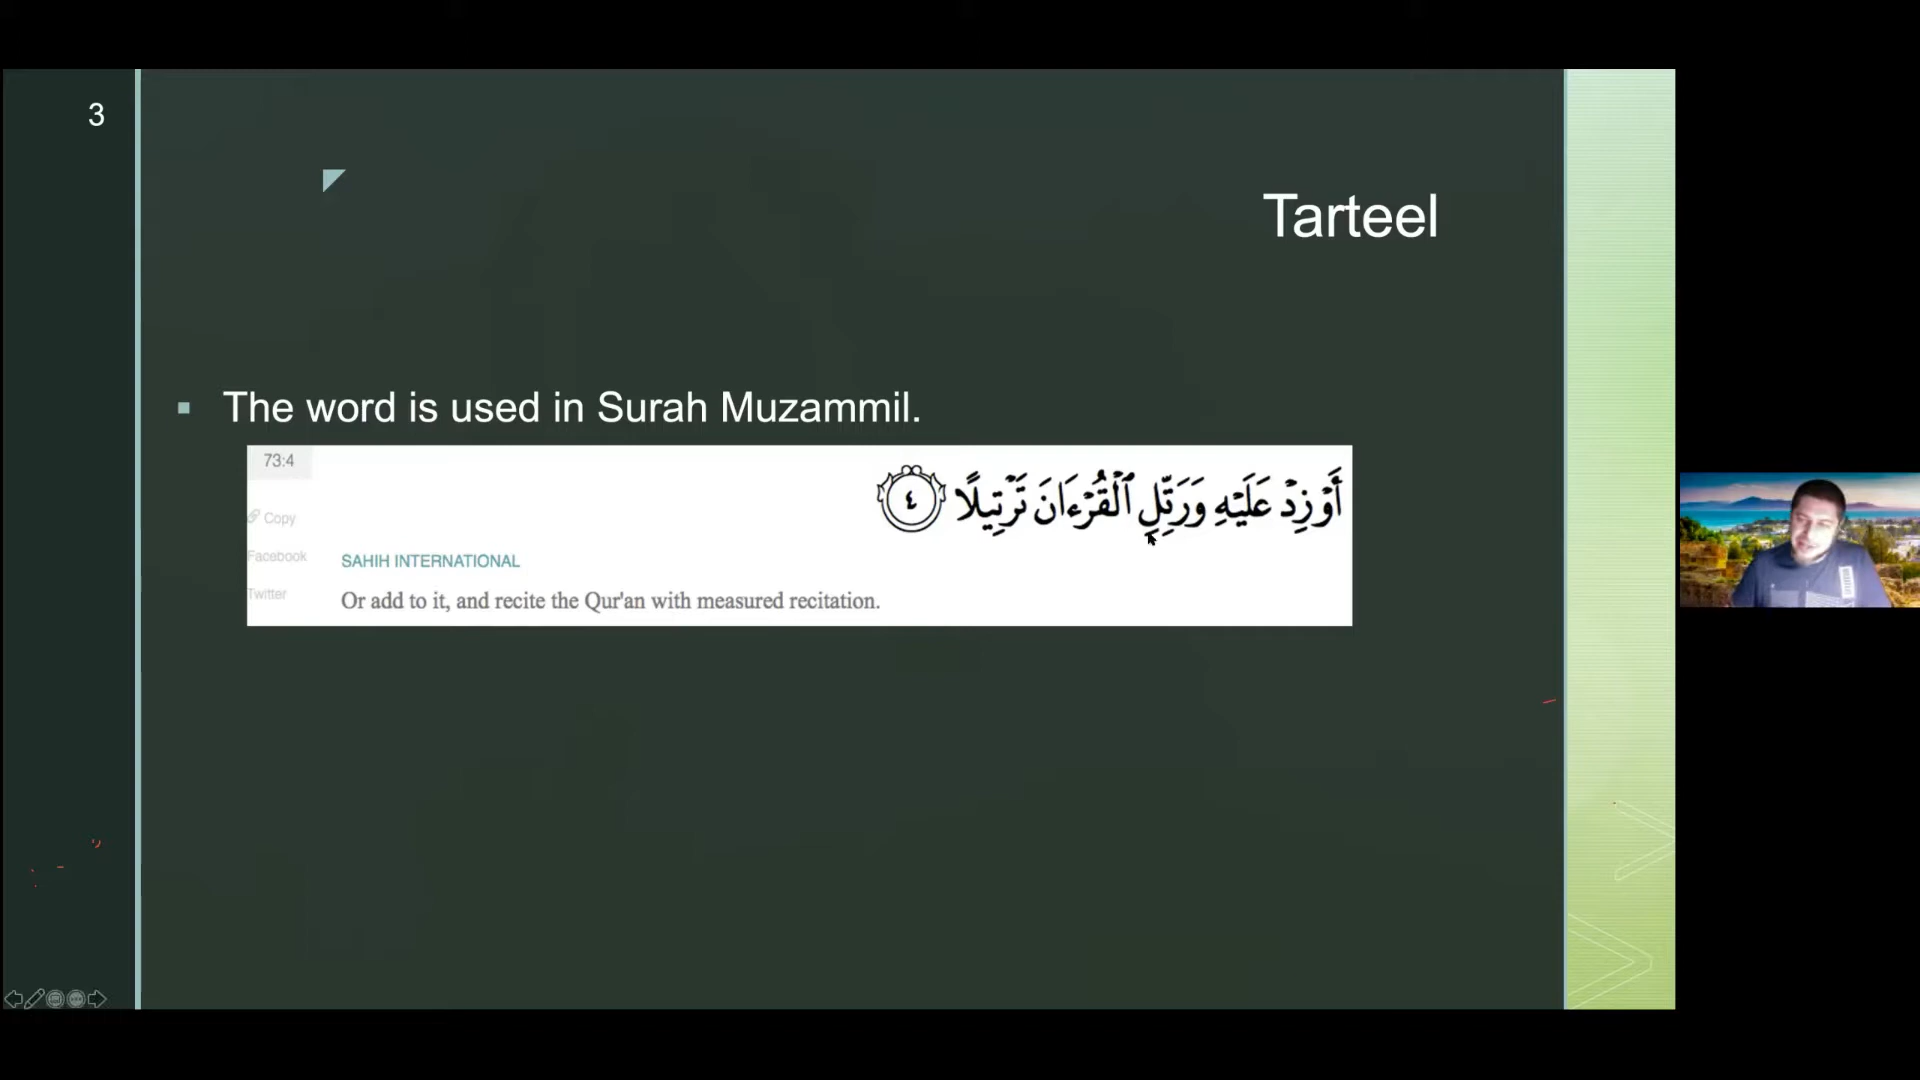 3
Tarteel
The word is used in Surah Muzammil.
73:4
أَوْ زِدْ عَلَيْهِ وَرَتِّلِ ٱلْقُرْءَانَ تَرْتِيلًا ٤
Copy
Facebook
SAHIH INTERNATIONAL
Twitter
Or add to it, and recite the Qur'an with measured recitation.